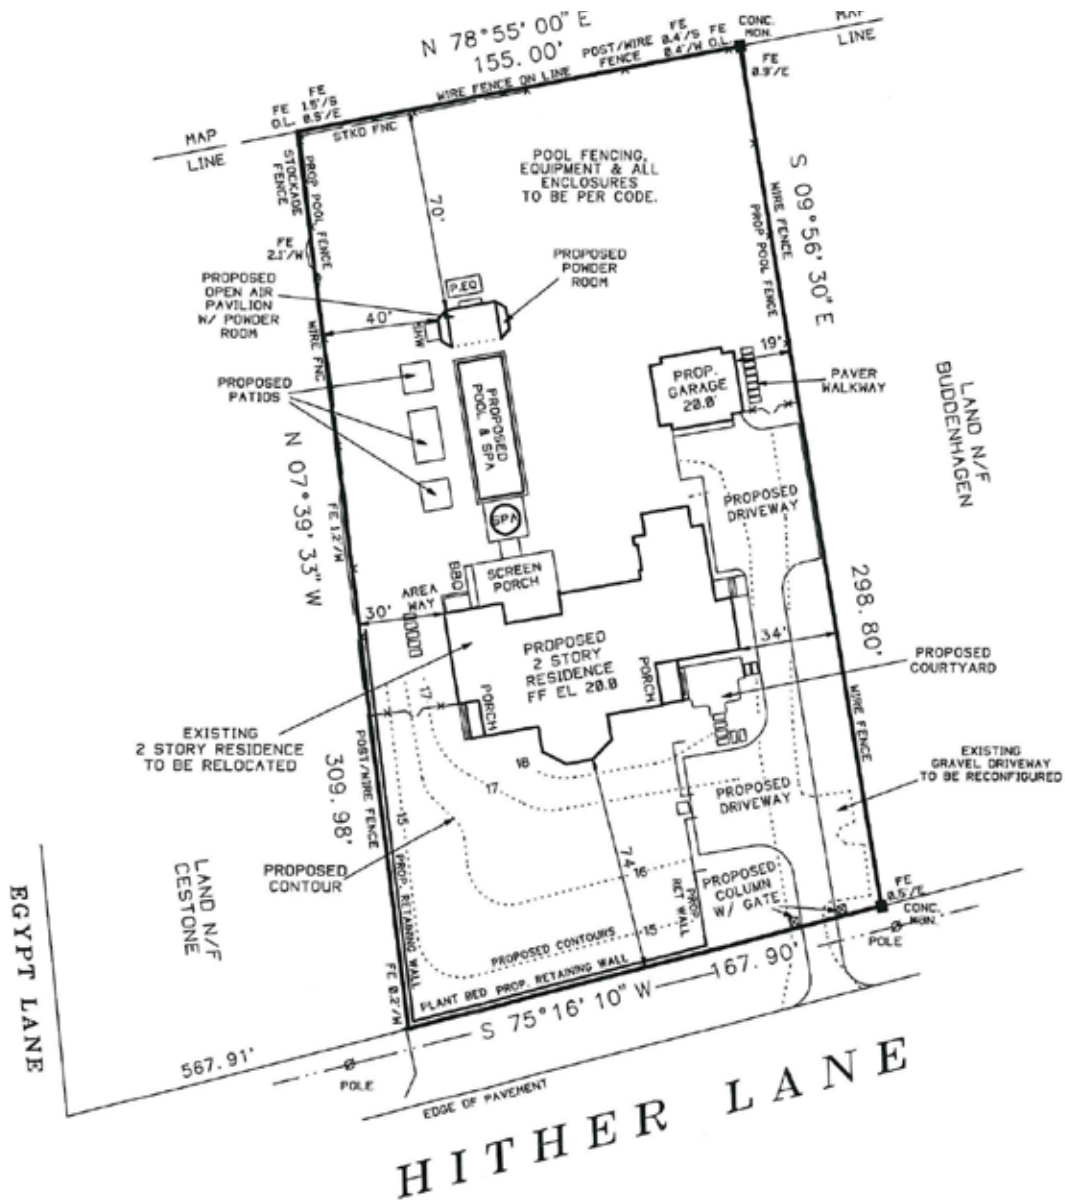 N 78°55'00" E
155.00'
MAP
LINE
FE
1.5'/S
O.L. 0.9'/E
STKD FNC
WIRE FENCE ON LINE
POST/WIRE
FENCE
FE
0.4'/S FE
0.4'/W O.L.
CONC.
MON.
MAP
LINE
FE
0.9'/E
STOCKADE
FENCE
PROP POOL FENCE
FE
2.1'/W
70'
POOL FENCING,
EQUIPMENT & ALL
ENCLOSURES
TO BE PER CODE.
WIRE FENCE
PROP POOL FENCE
S 09°56'30" E
PROPOSED
OPEN AIR
PAVILION
W/ POWDER
ROOM
P.EQ
PROPOSED
POWDER
ROOM
40'
WIRE FNC
PROPOSED
PATIOS
PROPOSED
POOL & SPA
PROP.
GARAGE
20.0'
19'
PAVER
WALKWAY
LAND N/F
BUDDENHAGEN
N 07°39'33" W
FE 1.2'/W
SPA
PROPOSED
DRIVEWAY
BBQ
SCREEN
PORCH
AREA
WAY
30'
298.80'
34'
PROPOSED
2 STORY
RESIDENCE
FF EL 20.0
PORCH
PORCH
PROPOSED
COURTYARD
17
EXISTING
2 STORY RESIDENCE
TO BE RELOCATED
WIRE FENCE
EXISTING
GRAVEL DRIVEWAY
TO BE RECONFIGURED
18
17
309.98'
POST/WIRE FENCE
15
PROPOSED
DRIVEWAY
PROPOSED
CONTOUR
74'
16
PROP
RET WALL
PROPOSED
COLUMN
W/ GATE
FE
0.5'/E
CONC.
MON.
POLE
EGYPT LANE
LAND N/F
CESTONE
PROP. RETAINING WALL
FE 0.2'/W
PROPOSED CONTOURS
15
PLANT BED PROP. RETAINING WALL
S 75°16'10" W
167.90'
567.91'
POLE
EDGE OF PAVEMENT
HITHER LANE